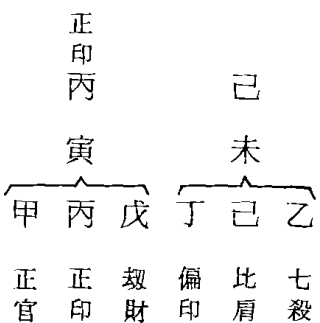 正印
丙 己
寅 未
甲 丙 戊 丁 己 乙
正官 正印 劫財 偏印 比肩 七殺